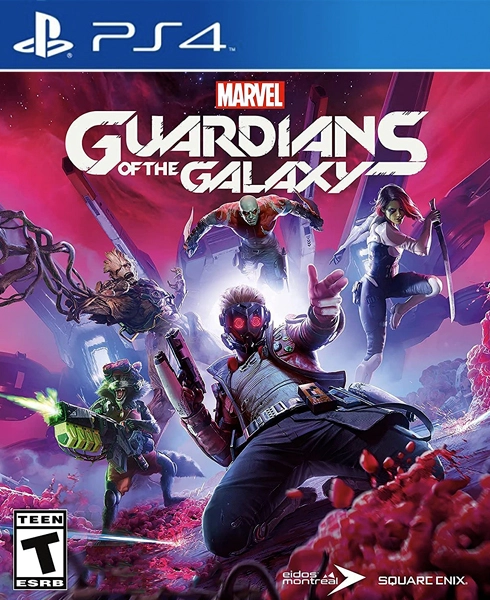 PS4
MARVEL
GUARDIANS
OF THE
GALAXY
TEEN
T
ESRB
eidos
montréal
SQUARE ENIX.